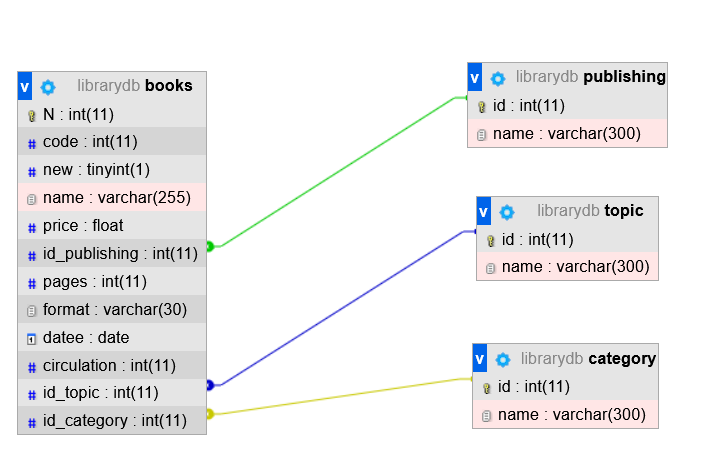 v librarydb books
N : int(11)
code : int(11)
new : tinyint(1)
name : varchar(255)
price : float
id_publishing : int(11)
pages : int(11)
format : varchar(30)
datee : date
circulation : int(11)
id_topic : int(11)
id_category : int(11)
v librarydb publishing
id : int(11)
name : varchar(300)
v librarydb topic
id : int(11)
name : varchar(300)
v librarydb category
id : int(11)
name : varchar(300)